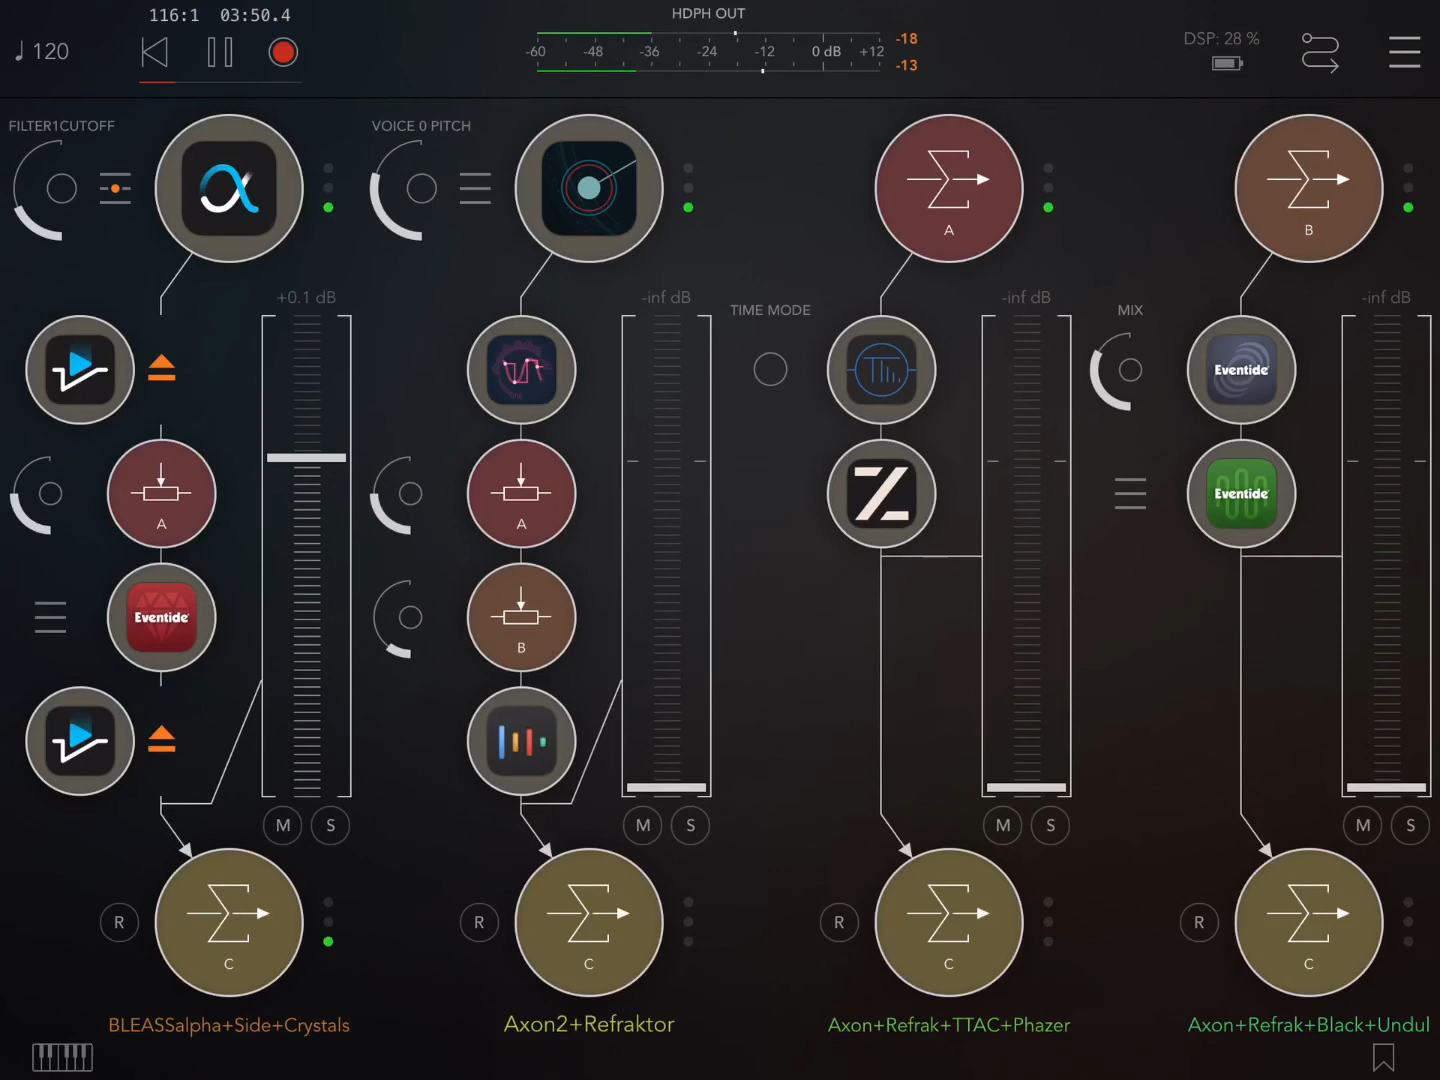 116:1 03:50.4
HDPH OUT
120
-60 -48 -36 -24 -12 0 dB +12
-18
-13
DSP: 28 %
FILTER1CUTOFF
VOICE 0 PITCH
A
B
+0.1 dB
-inf dB
-inf dB
-inf dB
TIME MODE
MIX
Eventide
A
A
Eventide
Eventide
B
M S
M S
M S
M S
R
C
R
C
R
C
R
C
BLEASSalpha+Side+Crystals
Axon2+Refraktor
Axon+Refrak+TTAC+Phazer
Axon+Refrak+Black+Undul